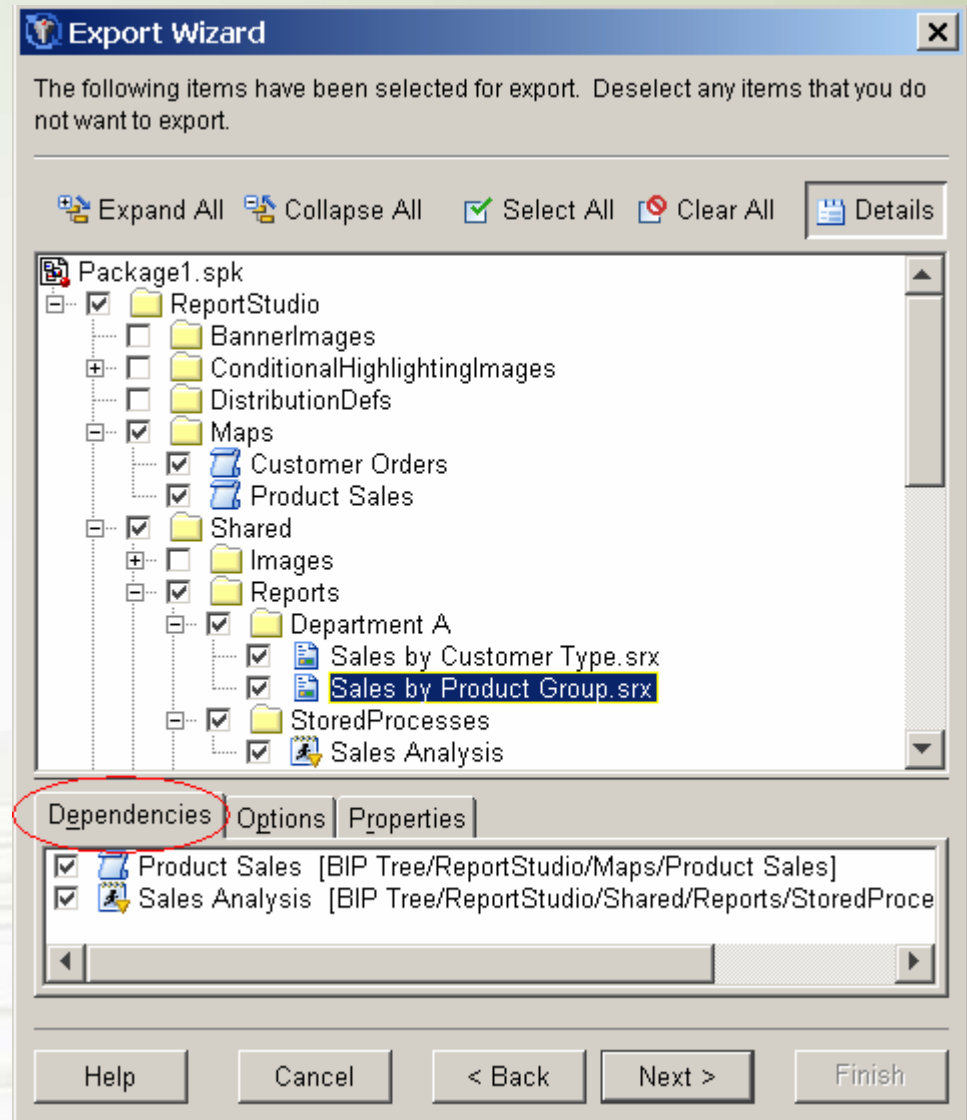 Export Wizard
The following items have been selected for export. Deselect any items that you do
not want to export.
Expand All Collapse All Select All Clear All Details
Package1.spk
ReportStudio
BannerImages
ConditionalHighlightingImages
DistributionDefs
Maps
Customer Orders
Product Sales
Shared
Images
Reports
Department A
Sales by Customer Type.srx
Sales by Product Group.srx
StoredProcesses
Sales Analysis
Dependencies Options Properties
Product Sales [BIP Tree/ReportStudio/Maps/Product Sales]
Sales Analysis [BIP Tree/ReportStudio/Shared/Reports/StoredProce
Help Cancel < Back Next > Finish